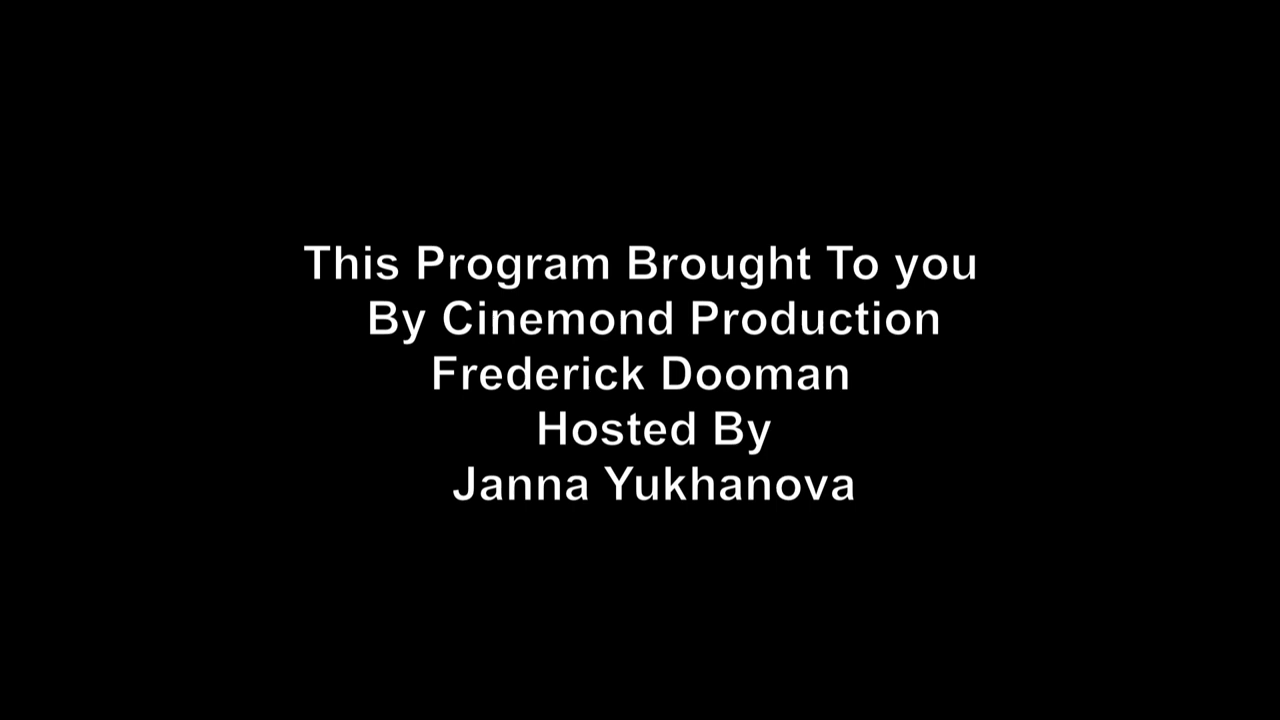 This Program Brought To you
By Cinemond Production
Frederick Dooman
Hosted By
Janna Yukhanova